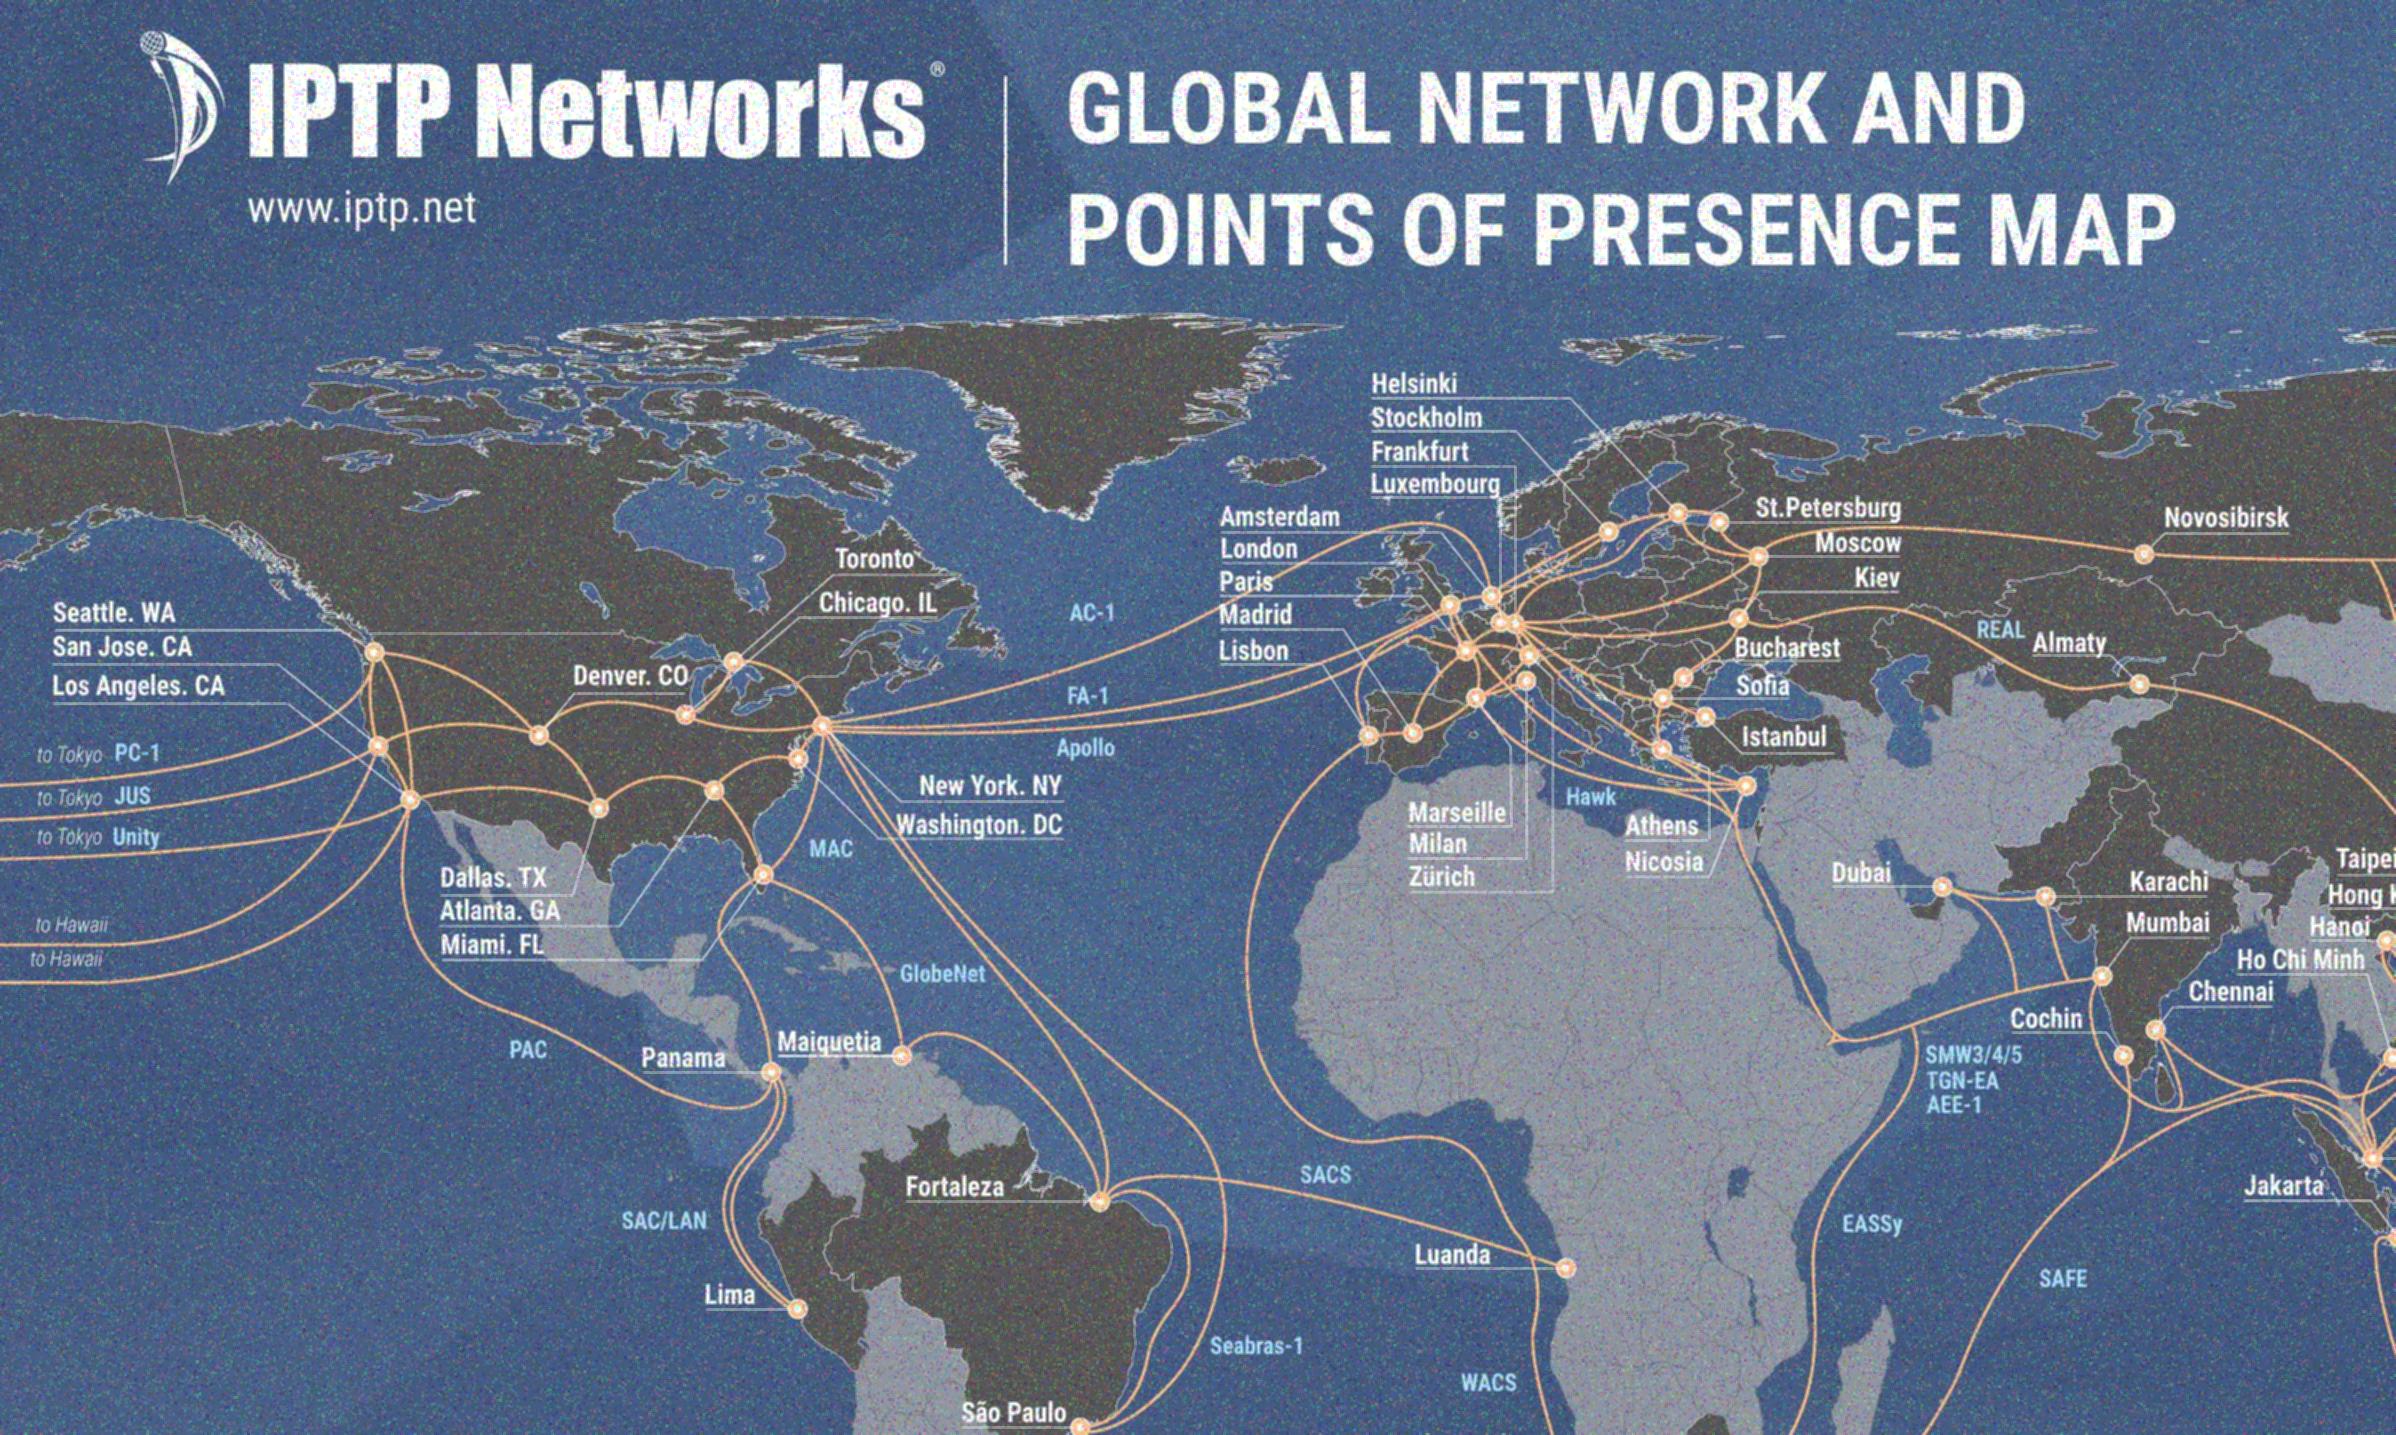 IPTP Networks®
www.iptp.net
GLOBAL NETWORK AND
POINTS OF PRESENCE MAP
Helsinki
Stockholm
Frankfurt
Luxembourg
Amsterdam
London
Paris
Madrid
Lisbon
St.Petersburg
Moscow
Kiev
Novosibirsk
Toronto
Chicago. IL
Seattle. WA
San Jose. CA
Los Angeles. CA
Denver. CO
AC-1
FA-1
Apollo
REAL
Almaty
Bucharest
Sofia
Istanbul
to Tokyo PC-1
to Tokyo JUS
to Tokyo Unity
New York. NY
Washington. DC
MAC
Hawk
Marseille
Milan
Zürich
Athens
Nicosia
Dallas. TX
Atlanta. GA
Miami. FL
to Hawaii
to Hawaii
Dubai
Karachi
Mumbai
Taipei
Hong
Hanoi
Ho Chi Minh
Chennai
Cochin
GlobeNet
PAC
Panama
Maiquetia
SMW3/4/5
TGN-EA
AEE-1
Fortaleza
SACS
Jakarta
SAC/LAN
EASSy
Luanda
SAFE
Lima
Seabras-1
WACS
São Paulo